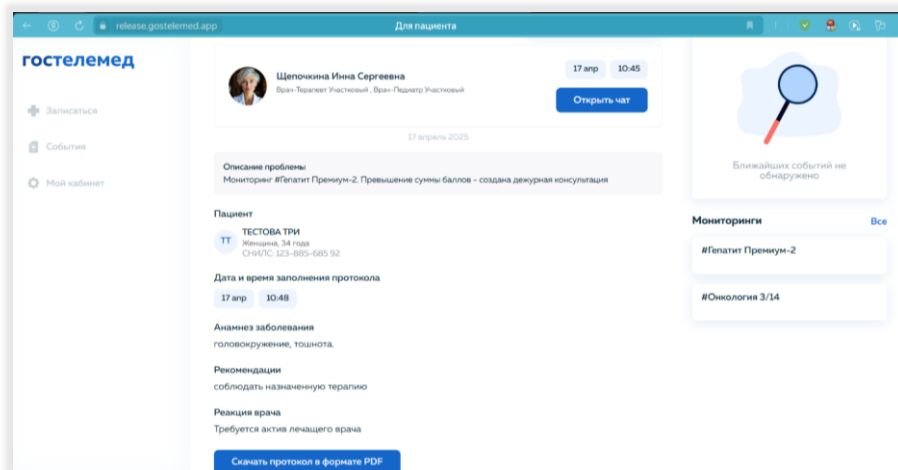 release.gostelemed.app
Для пациента
гостелемед
Записаться
События
Мой кабинет
Щепочкина Инна Сергеевна
Врач-Терапевт Участковый , Врач-Педиатр Участковый
17 апр 10:45
Открыть чат
17 апрель 2025
Описание проблемы
Мониторинг #Гепатит Премиум-2. Превышение суммы баллов - создана дежурная консультация
Пациент
ТТ
ТЕСТОВА ТРИ
Женщина, 34 года
СНИЛС: 123-885-685 92
Дата и время заполнения протокола
17 апр 10:48
Анамнез заболевания
головокружение, тошнота.
Рекомендации
соблюдать назначенную терапию
Реакция врача
Требуется актив лечащего врача
Скачать протокол в формате PDF
Ближайших событий не
обнаружено
Мониторинги Все
#Гепатит Премиум-2
#Онкология 3/14